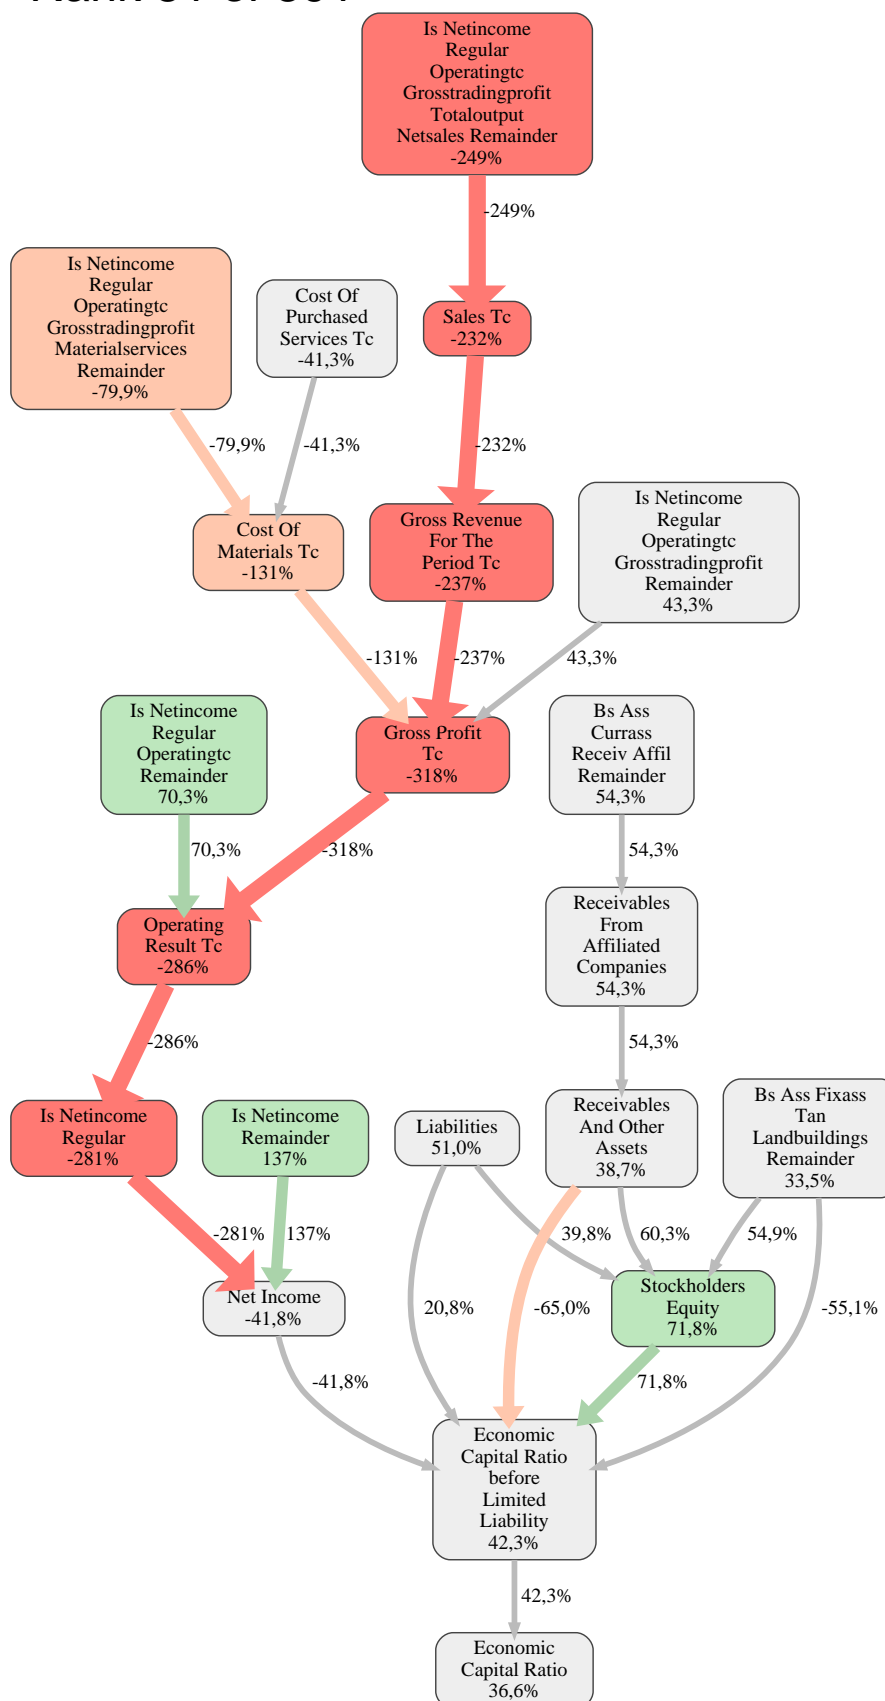 Is Netincome
Regular
Operatingtc
Grosstradingprofit
Totaloutput
Netsales Remainder
-249%
-249%
Is Netincome
Regular
Operatingtc
Grosstradingprofit
Materialservices
Remainder
-79,9%
Cost Of
Purchased
Services Tc
-41,3%
Sales Tc
-232%
-79,9%
-41,3%
-232%
Cost Of
Materials Tc
-131%
Gross Revenue
For The
Period Tc
-237%
Is Netincome
Regular
Operatingtc
Grosstradingprofit
Remainder
43,3%
-131%
-237%
43,3%
Is Netincome
Regular
Operatingtc
Remainder
70,3%
Gross Profit
Tc
-318%
Bs Ass
Currass
Receiv Affil
Remainder
54,3%
70,3%
-318%
54,3%
Operating
Result Tc
-286%
Receivables
From
Affiliated
Companies
54,3%
-286%
54,3%
Is Netincome
Regular
-281%
Is Netincome
Remainder
137%
Liabilities
51,0%
Receivables
And Other
Assets
38,7%
Bs Ass Fixass
Tan
Landbuildings
Remainder
33,5%
-281%
137%
39,8%
60,3%
54,9%
Net Income
-41,8%
20,8%
-65,0%
Stockholders
Equity
71,8%
-55,1%
-41,8%
71,8%
Economic
Capital Ratio
before
Limited
Liability
42,3%
42,3%
Economic
Capital Ratio
36,6%